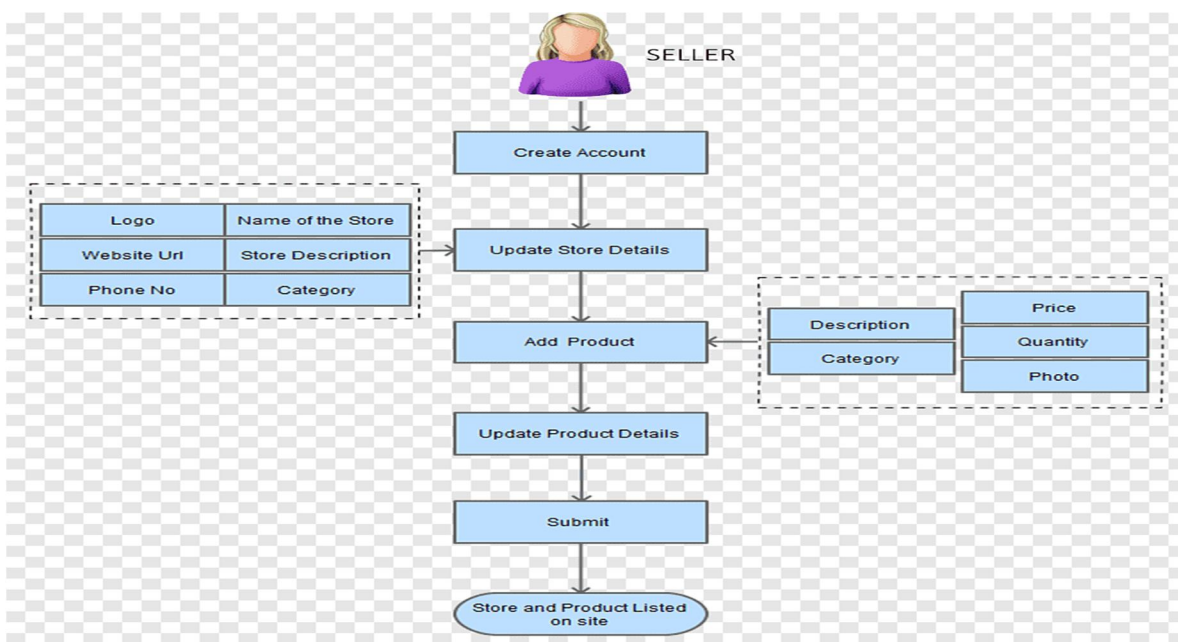 SELLER
Create Account
Logo
Name of the Store
Website Url
Store Description
Phone No
Category
Update Store Details
Description
Category
Price
Quantity
Photo
Add Product
Update Product Details
Submit
Store and Product Listed
on site